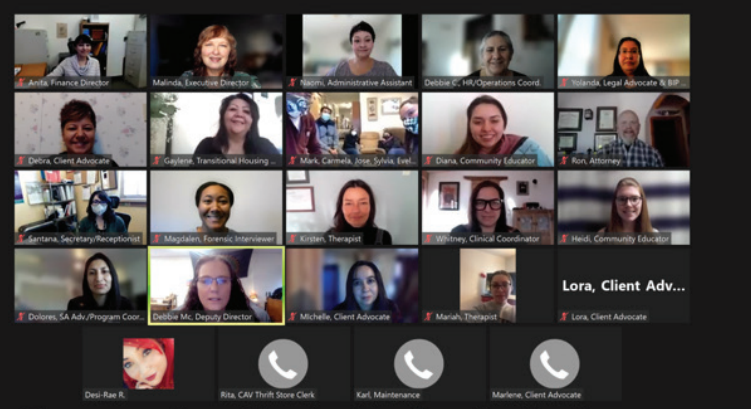 Anita, Finance Director
Malinda, Executive Director
Naomi, Administrative Assistant
Debbie C., HR/Operations Coord.
Yolanda, Legal Advocate & BIP ...
Debra, Client Advocate
Gaylene, Transitional Housing ...
Mark, Carmela, Jose, Sylvia, Evel...
Diana, Community Educator
Ron, Attorney
Santana, Secretary/Receptionist
Magdalen, Forensic Interviewer
Kirsten, Therapist
Whitney, Clinical Coordinator
Heidi, Community Educator
Dolores, SA Adv./Program Coor...
Debbie Mc, Deputy Director
Michelle, Client Advocate
Mariah, Therapist
Lora, Client Adv...
Lora, Client Advocate
Desi-Rae R.
Rita, CAV Thrift Store Clerk
Karl, Maintenance
Marlene, Client Advocate